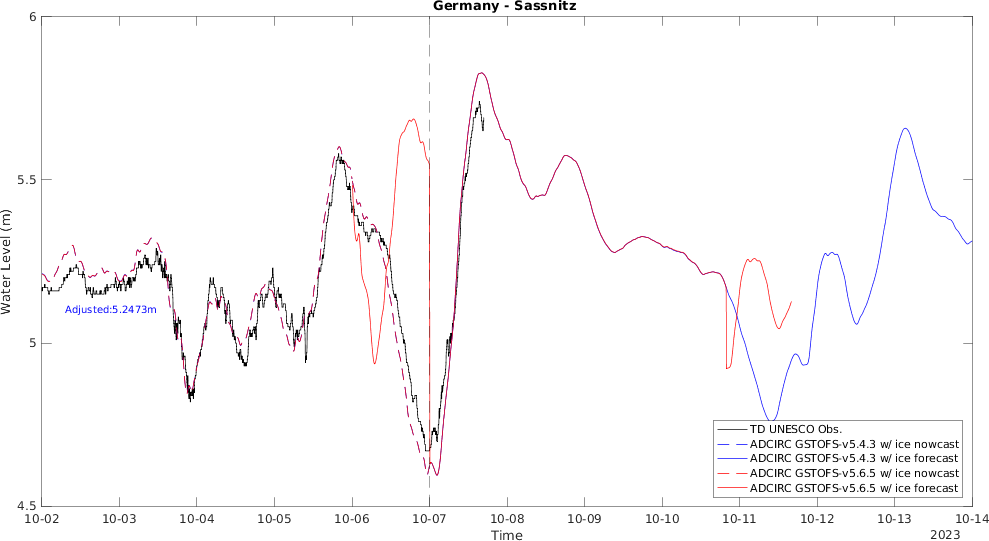 Germany - Sassnitz
6
5.5
5
4.5
Water Level (m)
Adjusted:5.2473m
TD UNESCO Obs.
ADCIRC GSTOFS-v5.4.3 w/ ice nowcast
ADCIRC GSTOFS-v5.4.3 w/ ice forecast
ADCIRC GSTOFS-v5.6.5 w/ ice nowcast
ADCIRC GSTOFS-v5.6.5 w/ ice forecast
10-02 10-03 10-04 10-05 10-06 10-07 10-08 10-09 10-10 10-11 10-12 10-13 10-14
Time
2023